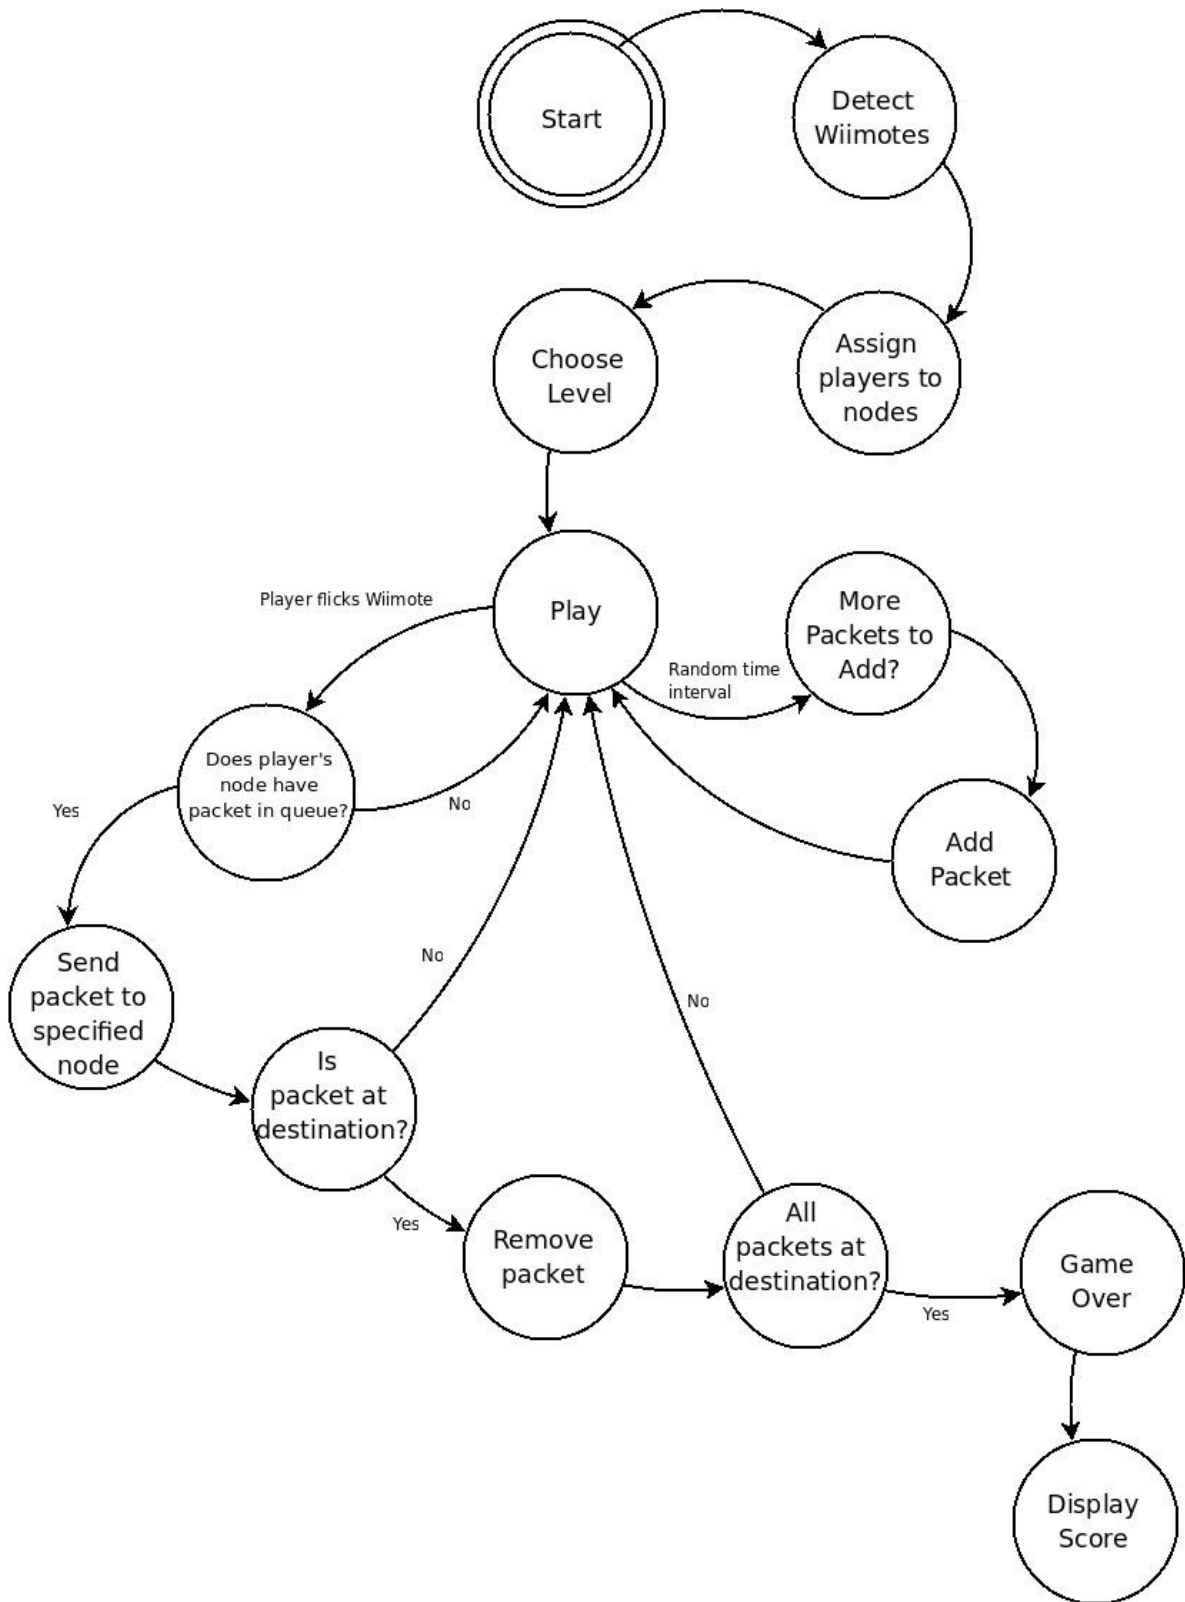 Start
Detect
Wiimotes
Choose
Level
Assign
players to
nodes
Play
Player flicks Wiimote
More
Packets to
Add?
Random time
interval
Does player's
node have
packet in queue?
Yes
No
Add
Packet
Send
packet to
specified
node
No
No
Is
packet at
destination?
Yes
Remove
packet
All
packets at
destination?
Yes
Game
Over
Display
Score